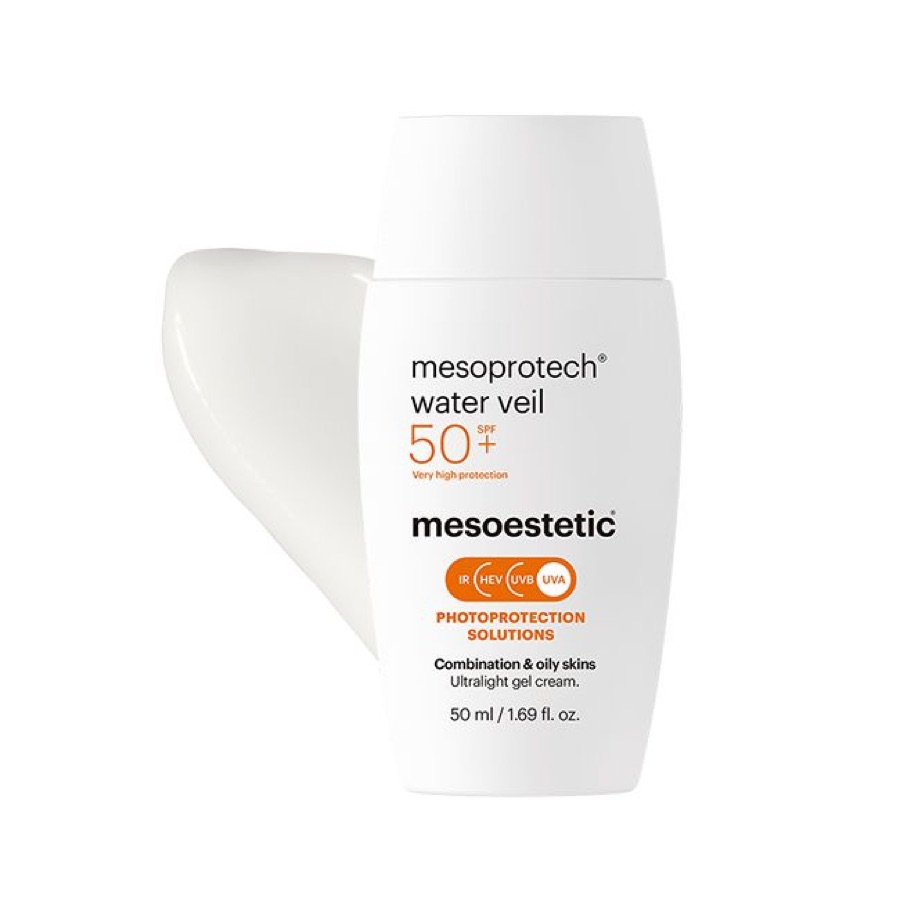 mesoprotech®
water veil
50+ SPF
Very high protection
mesoestetic®
IR HEV UVB UVA
PHOTOPROTECTION
SOLUTIONS
Combination & oily skins
Ultralight gel cream.
50 ml / 1.69 fl. oz.